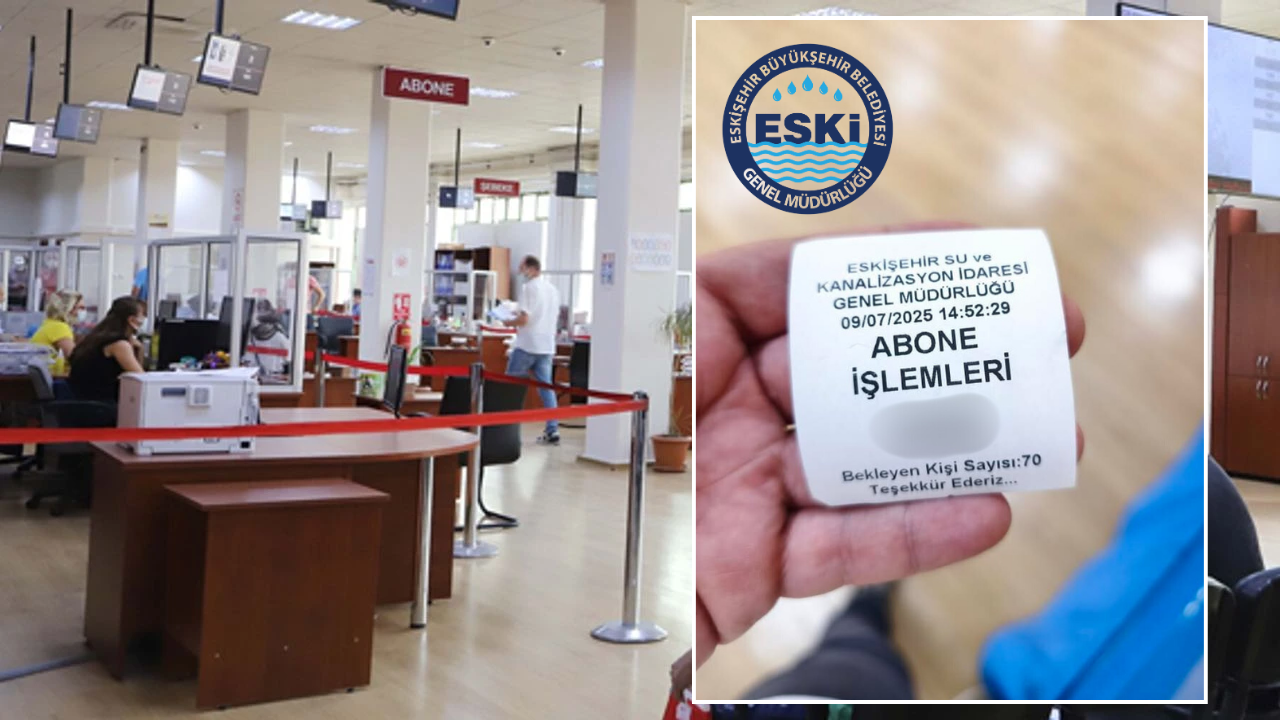 ABONE
ŞEBEKE
ESKİŞEHİR BÜYÜKŞEHİR BELEDİYESİ
ESKİ
GENEL MÜDÜRLÜĞÜ
ESKİŞEHİR SU ve
KANALİZASYON İDARESİ
GENEL MÜDÜRLÜĞÜ
09/07/2025 14:52:29
ABONE
İŞLEMLERİ
Bekleyen Kişi Sayısı:70
Teşekkür Ederiz...